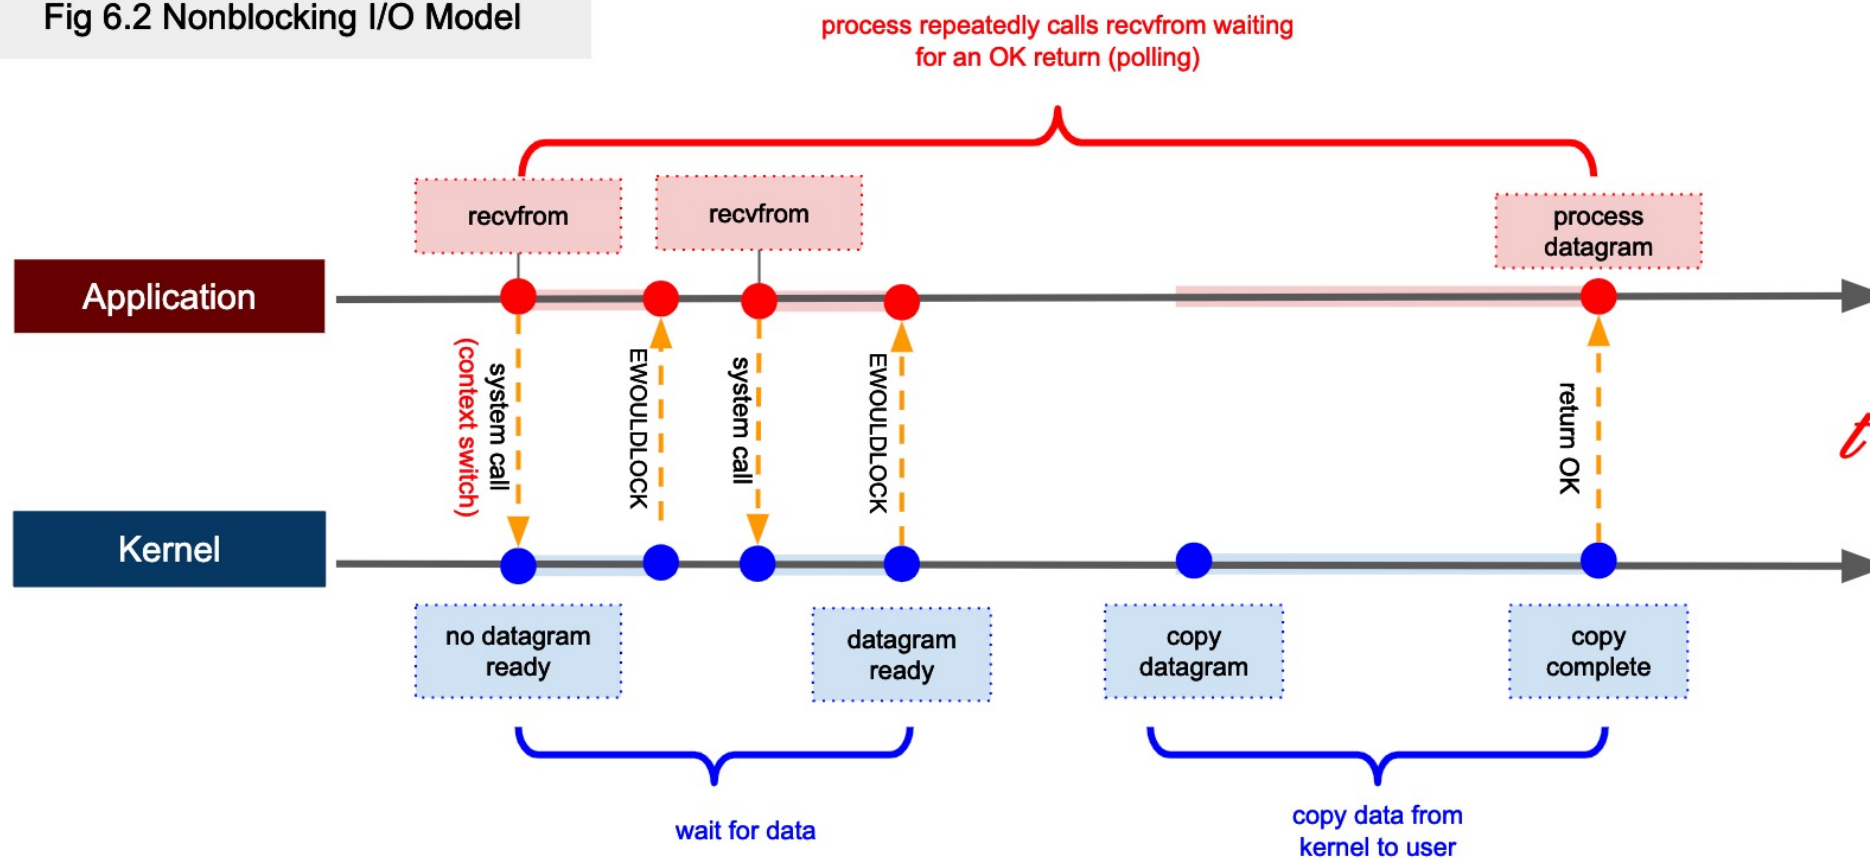 Fig 6.2 Nonblocking I/O Model
process repeatedly calls recvfrom waiting
for an OK return (polling)
recvfrom
recvfrom
process
datagram
Application
system call
(context switch)
EWOULDLOCK
system call
EWOULDLOCK
return OK
t
Kernel
no datagram
ready
datagram
ready
copy
datagram
copy
complete
wait for data
copy data from
kernel to user